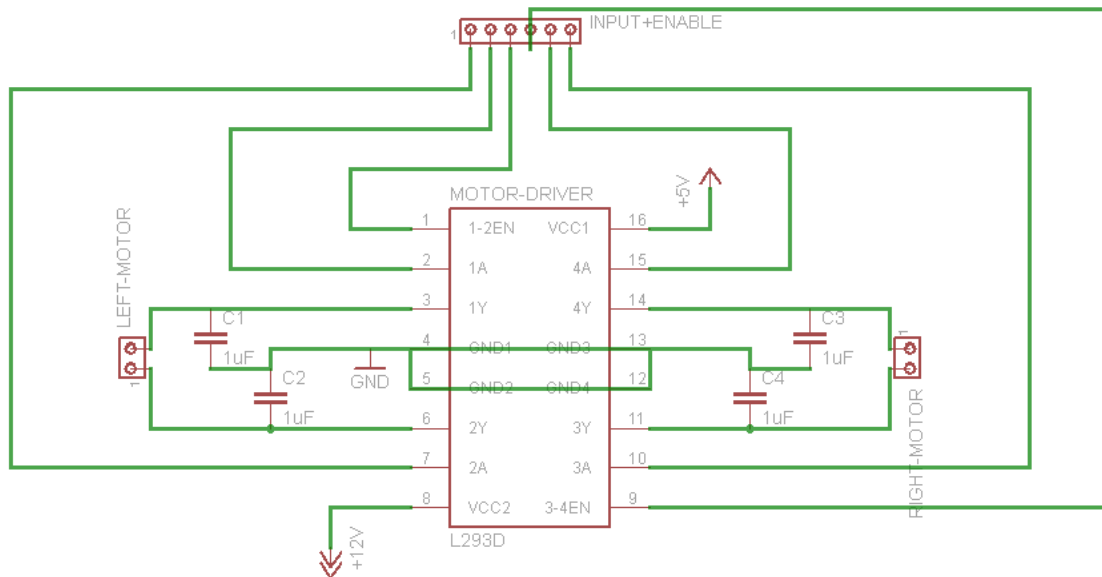 INPUT+ENABLE
1
MOTOR-DRIVER
+5V
1 1-2EN VCC1 16
2 1A 4A 15
LEFT-MOTOR
3 1Y 4Y 14
C1
C3
1
1uF
1uF
4 GND1 GND3 13
GND
5 GND2 GND4 12
1
C2
C4
1uF
1uF
6 2Y 3Y 11
RIGHT-MOTOR
7 2A 3A 10
8 VCC2 3-4EN 9
+12V
L293D